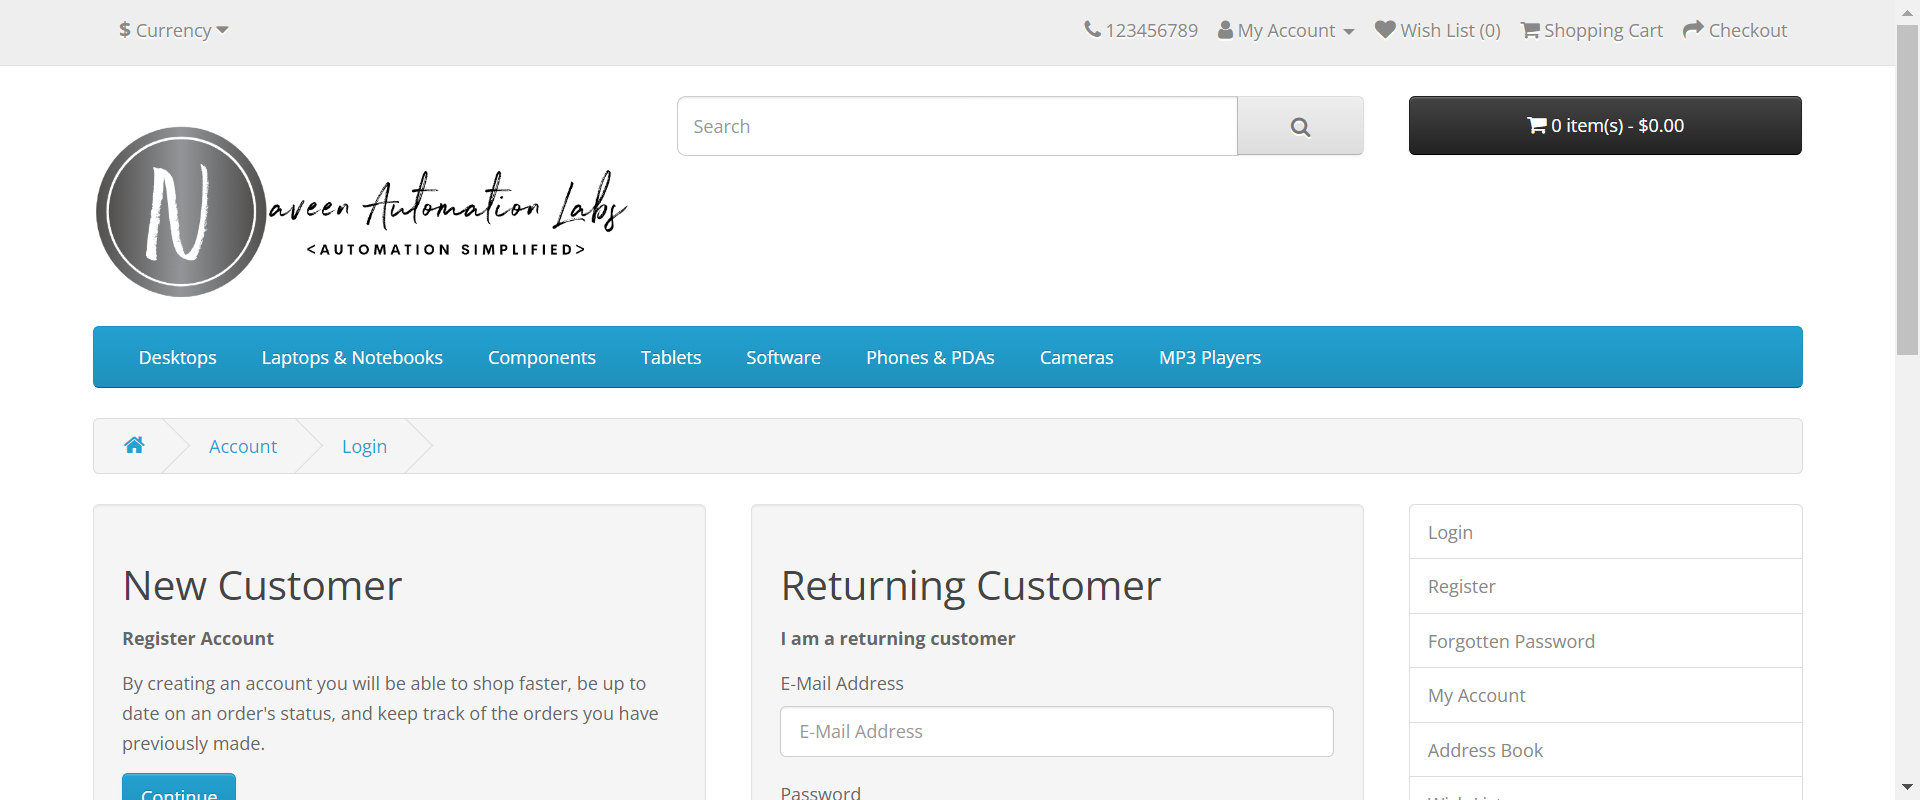 $ Currency
123456789 My Account Wish List (0) Shopping Cart Checkout
Search
0 item(s) - $0.00
Naveen Automation Labs
<AUTOMATION SIMPLIFIED>
Desktops Laptops & Notebooks Components Tablets Software Phones & PDAs Cameras MP3 Players
Account Login
New Customer
Register Account
By creating an account you will be able to shop faster, be up to
date on an order's status, and keep track of the orders you have
previously made.
Continue
Returning Customer
I am a returning customer
E-Mail Address
E-Mail Address
Password
Login
Register
Forgotten Password
My Account
Address Book
Wish List